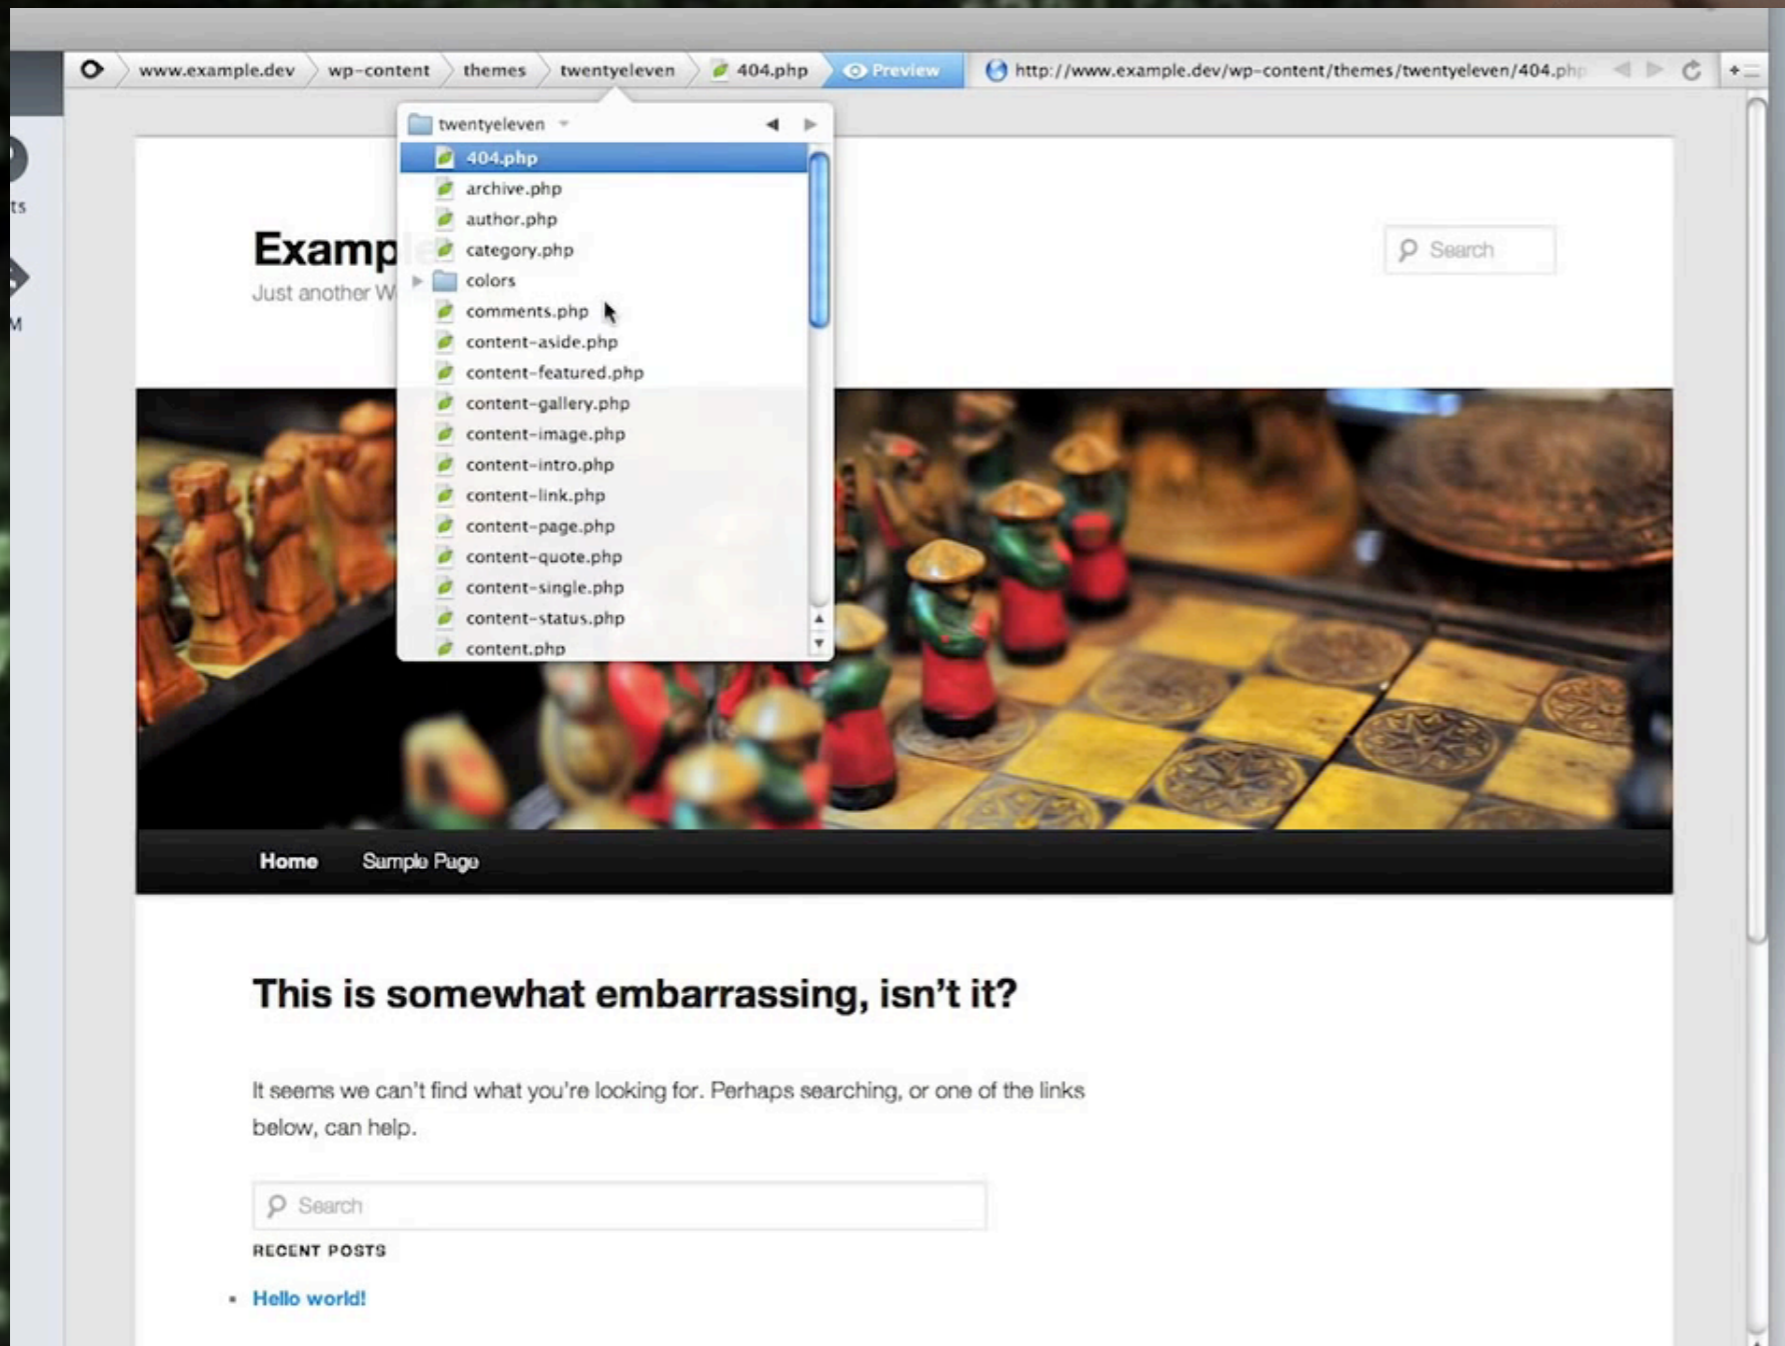 www.example.dev wp-content themes twentyeleven 404.php Preview http://www.example.dev/wp-content/themes/twentyeleven/404.php
twentyeleven
404.php
archive.php
author.php
category.php
colors
comments.php
content-aside.php
content-featured.php
content-gallery.php
content-image.php
content-intro.php
content-link.php
content-page.php
content-quote.php
content-single.php
content-status.php
content.php
ts
M
Examp
Search
Just another W
Home Sample Page
This is somewhat embarrassing, isn't it?
It seems we can't find what you're looking for. Perhaps searching, or one of the links
below, can help.
Search
RECENT POSTS
Hello world!